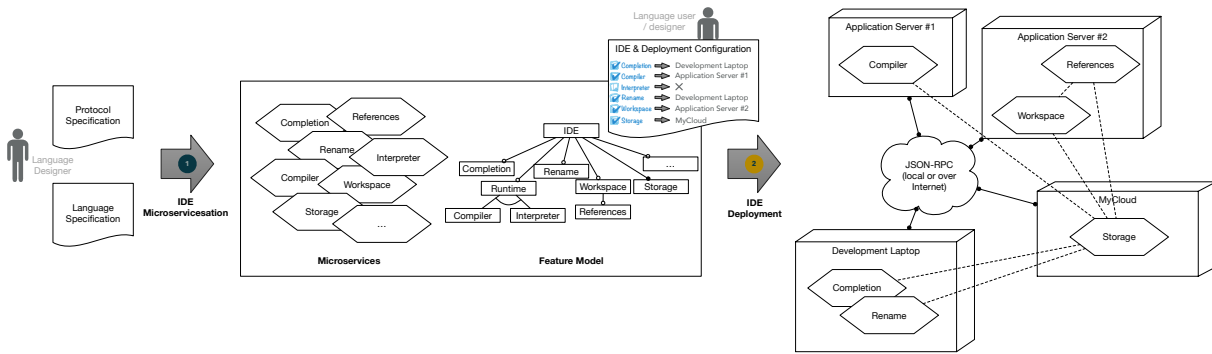 Protocol
Specification
Language
Designer
Language
Specification
1
IDE
Microservicesation
Completion
References
Rename
Interpreter
Compiler
Workspace
Storage
...
Microservices
IDE
Completion
Rename
...
Runtime
Workspace
Storage
Compiler
Interpreter
References
Feature Model
Language user
/ designer
IDE & Deployment Configuration
Completion Development Laptop
Compiler Application Server #1
Interpreter
Rename Development Laptop
Workspace Application Server #2
Storage MyCloud
2
IDE
Deployment
Application Server #1
Compiler
Application Server #2
References
Workspace
JSON-RPC
(local or over
Internet)
MyCloud
Storage
Development Laptop
Completion
Rename